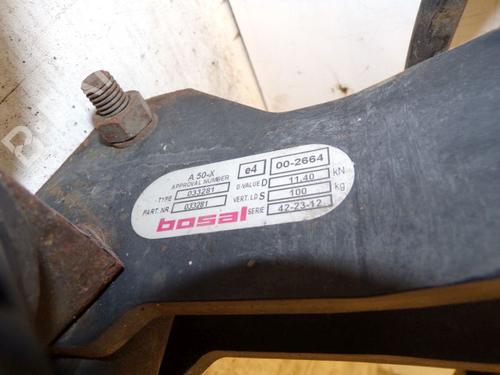 A 50-X
APPROVAL NUMBER e4 00-2664
TYPE 033281 D-VALUE D 11,40 kN
PART. NR. 033281 VERT. LD S 100 kg
bosal SERIE 42-23-12